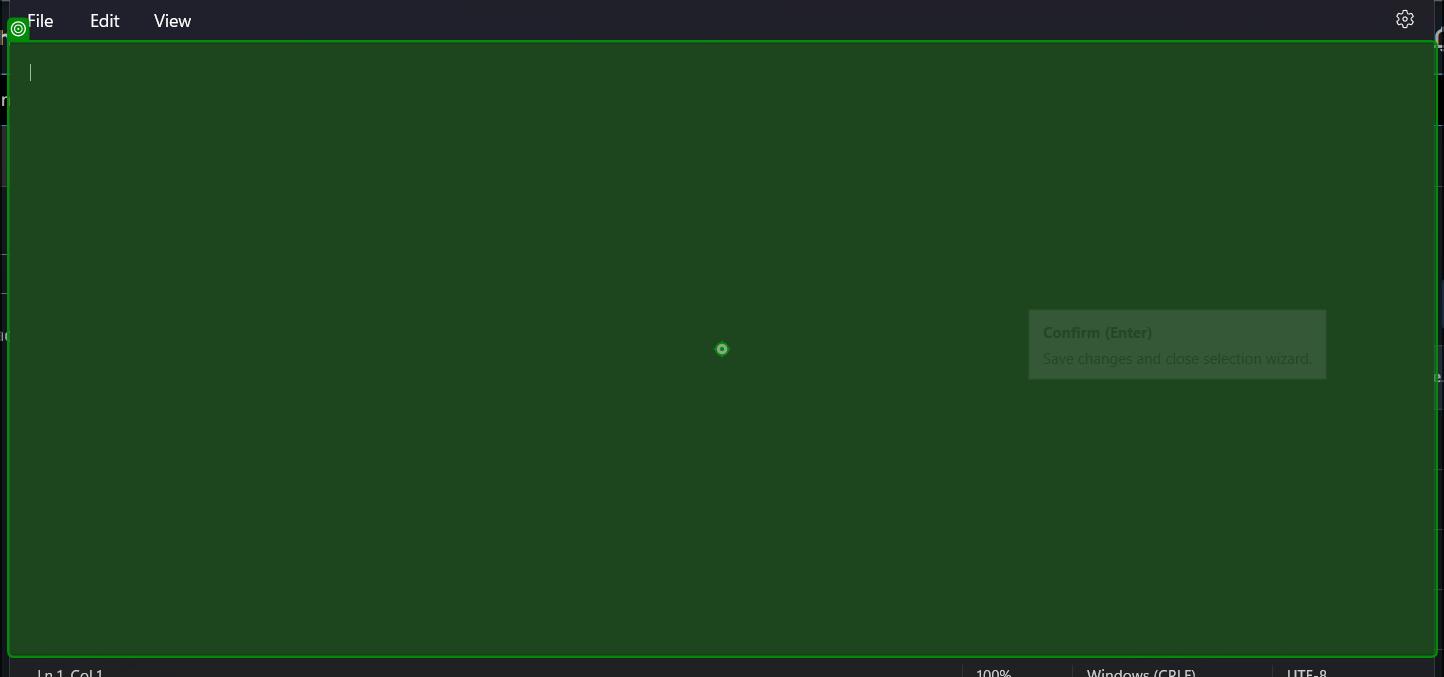 File Edit View
Confirm (Enter)
Save changes and close selection wizard.
Ln 1, Col 1 100% Windows (CRLF) UTF-8